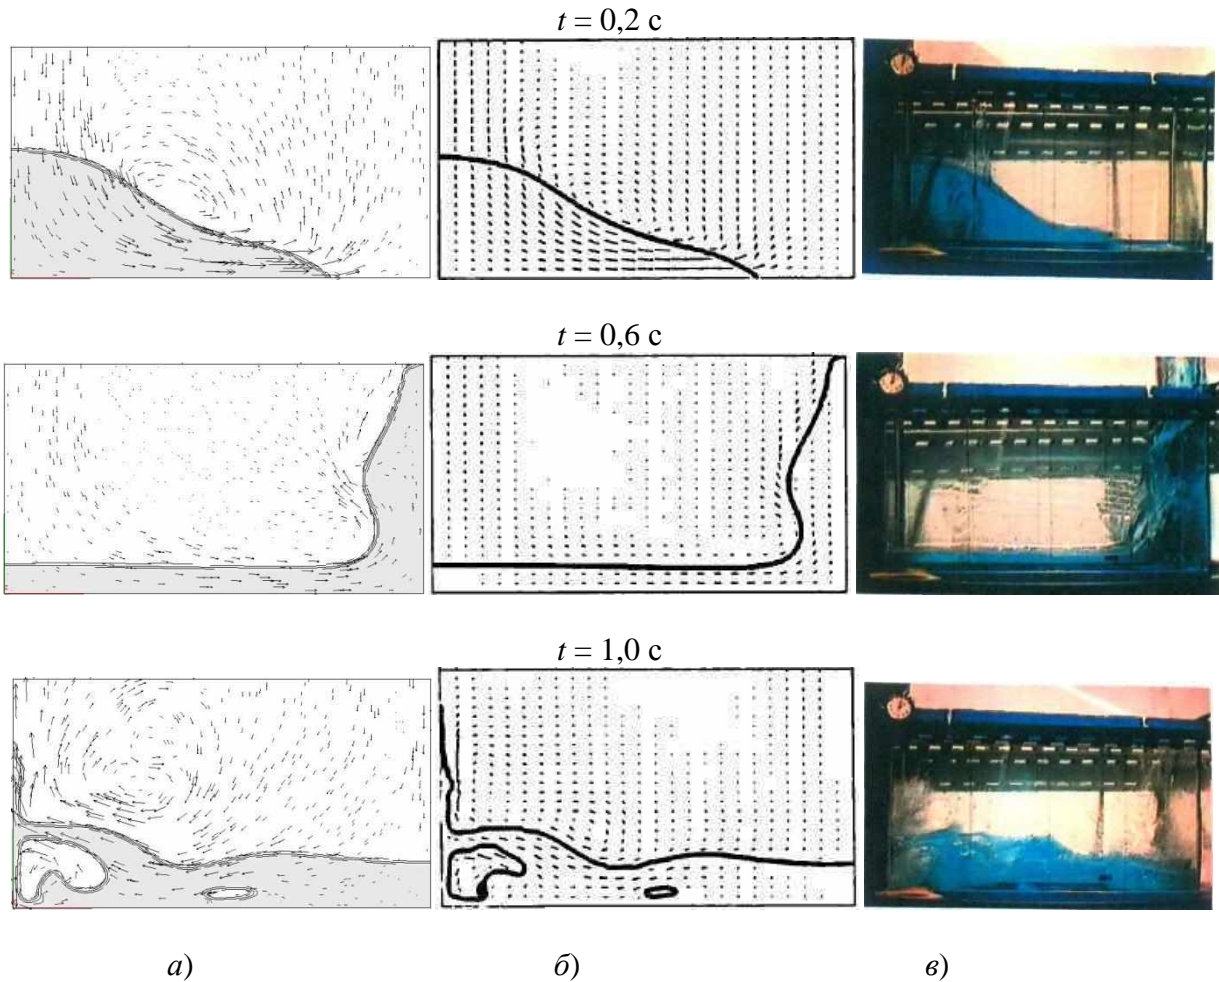 t = 0,2 с
t = 0,6 с
t = 1,0 с
а) б) в)